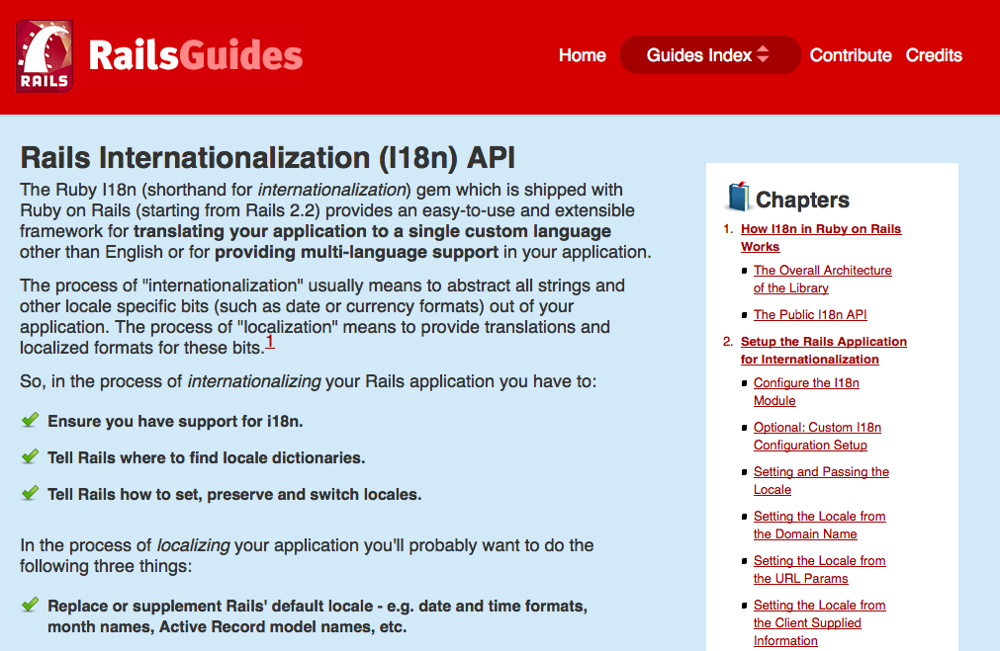 RAILS
RailsGuides
Home
Guides Index
Contribute
Credits
Rails Internationalization (I18n) API
The Ruby I18n (shorthand for internationalization) gem which is shipped with
Ruby on Rails (starting from Rails 2.2) provides an easy-to-use and extensible
framework for translating your application to a single custom language
other than English or for providing multi-language support in your application.
The process of "internationalization" usually means to abstract all strings and
other locale specific bits (such as date or currency formats) out of your
application. The process of "localization" means to provide translations and
localized formats for these bits.1
So, in the process of internationalizing your Rails application you have to:
Ensure you have support for i18n.
Tell Rails where to find locale dictionaries.
Tell Rails how to set, preserve and switch locales.
In the process of localizing your application you'll probably want to do the
following three things:
Replace or supplement Rails' default locale - e.g. date and time formats,
month names, Active Record model names, etc.
Chapters
1. How I18n in Ruby on Rails
Works
The Overall Architecture
of the Library
The Public I18n API
2. Setup the Rails Application
for Internationalization
Configure the I18n
Module
Optional: Custom I18n
Configuration Setup
Setting and Passing the
Locale
Setting the Locale from
the Domain Name
Setting the Locale from
the URL Params
Setting the Locale from
the Client Supplied
Information